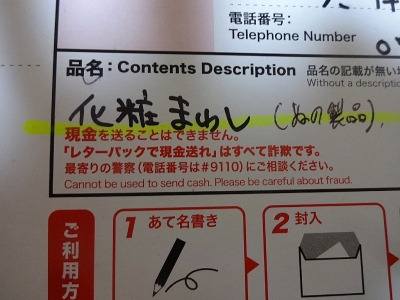 電話番号:
Telephone Number
品名:Contents Description
品名の記載が無い
Without a description
化粧まわし (ぬの製品)
現金を送ることはできません。
「レターパックで現金送れ」はすべて詐欺です。
最寄りの警察(電話番号は#9110)にご相談ください。
Cannot be used to send cash. Please be careful about fraud.
ご利用方
1 あて名書き
2 封入